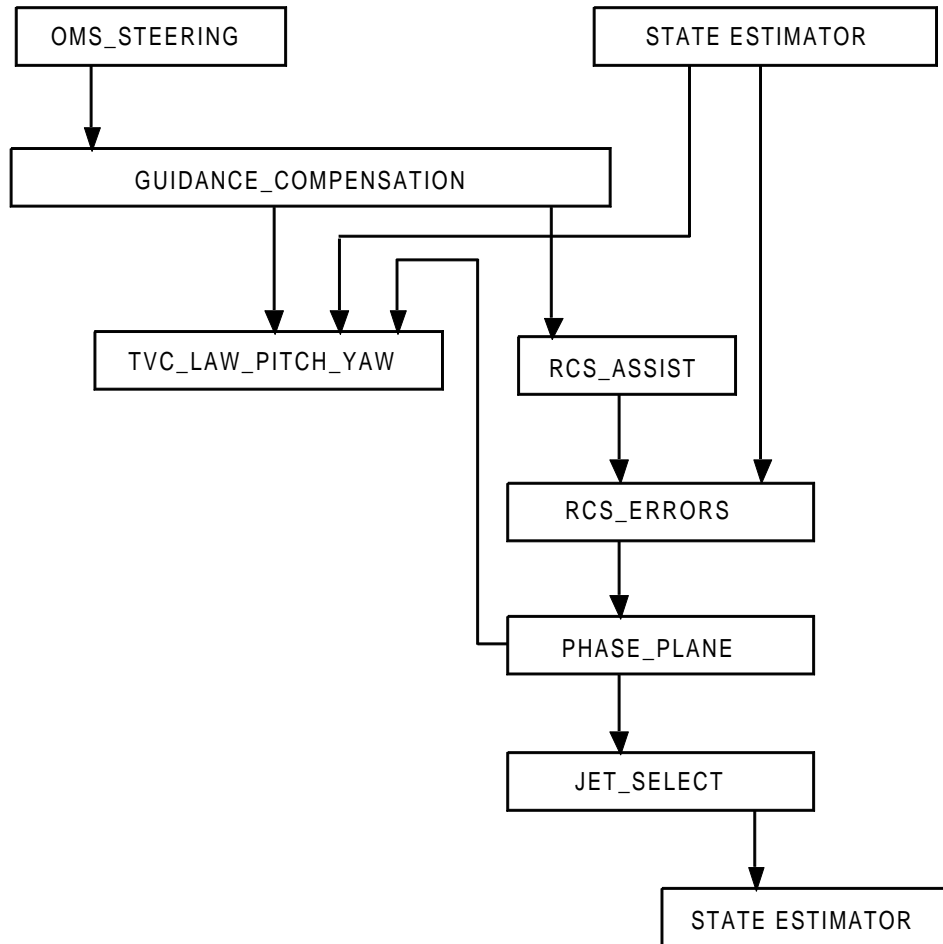 OMS_STEERING
STATE ESTIMATOR
GUIDANCE_COMPENSATION
TVC_LAW_PITCH_YAW
RCS_ASSIST
RCS_ERRORS
PHASE_PLANE
JET_SELECT
STATE ESTIMATOR